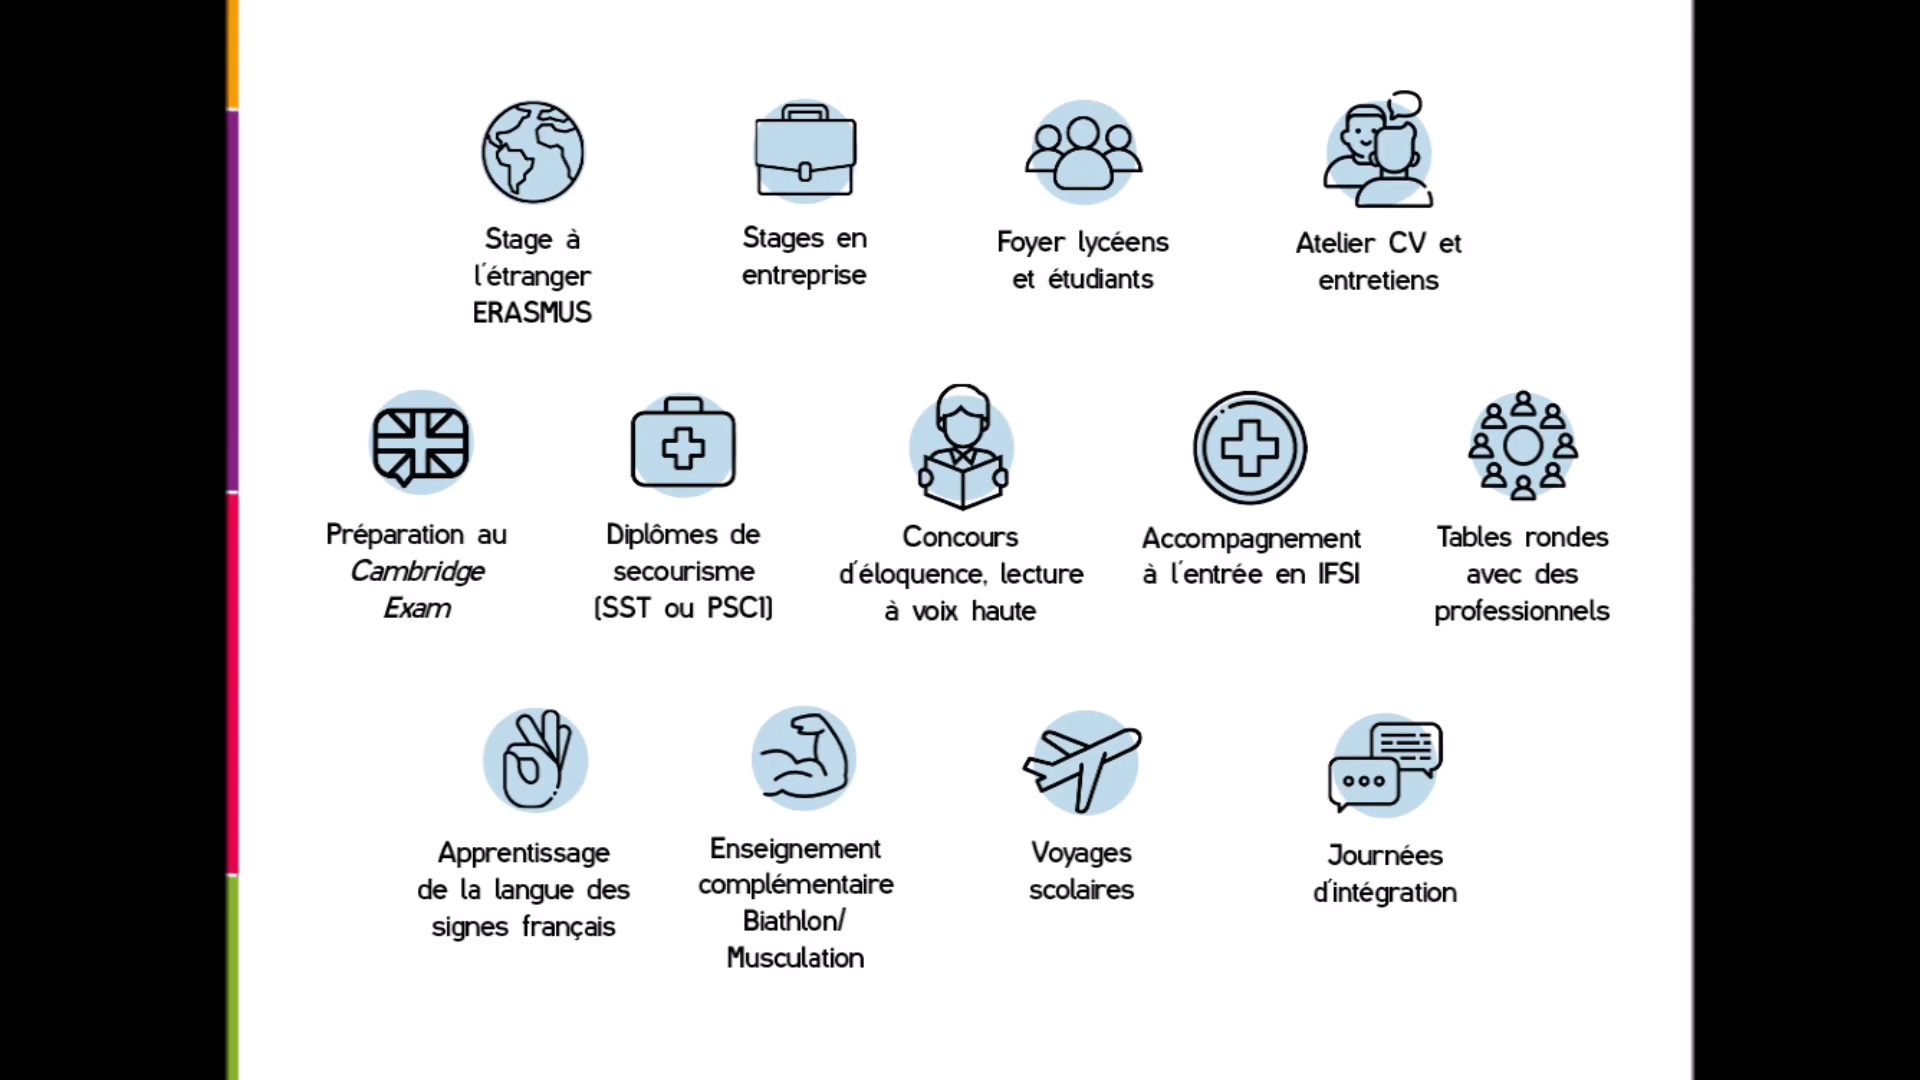 Stage à
l'étranger
ERASMUS
Stages en
entreprise
Foyer lycéens
et étudiants
Atelier CV et
entretiens
Préparation au
Cambridge
Exam
Diplômes de
secourisme
(SST ou PSC1)
Concours
d'éloquence, lecture
à voix haute
Accompagnement
à l'entrée en IFSI
Tables rondes
avec des
professionnels
Apprentissage
de la langue des
signes français
Enseignement
complémentaire
Biathlon/
Musculation
Voyages
scolaires
Journées
d'intégration